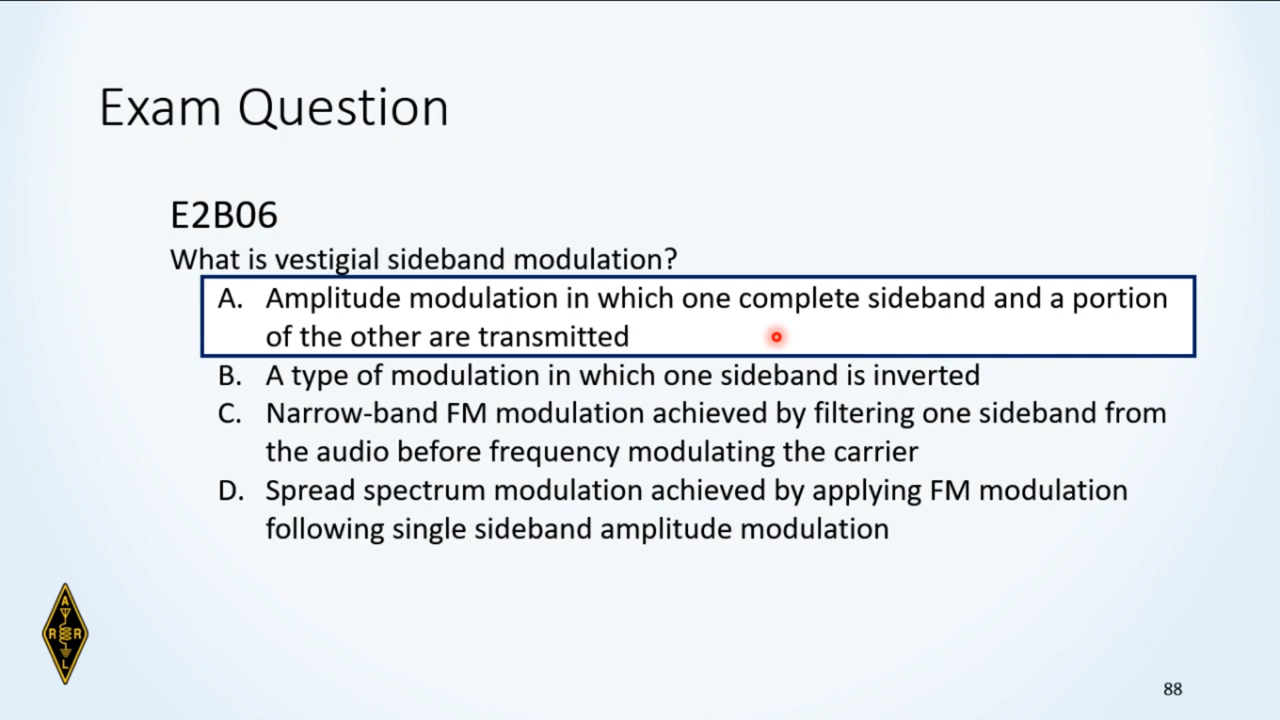 Exam Question
E2B06
What is vestigial sideband modulation?
A. Amplitude modulation in which one complete sideband and a portion
of the other are transmitted
B. A type of modulation in which one sideband is inverted
C. Narrow-band FM modulation achieved by filtering one sideband from
the audio before frequency modulating the carrier
D. Spread spectrum modulation achieved by applying FM modulation
following single sideband amplitude modulation
A
R R
L
88